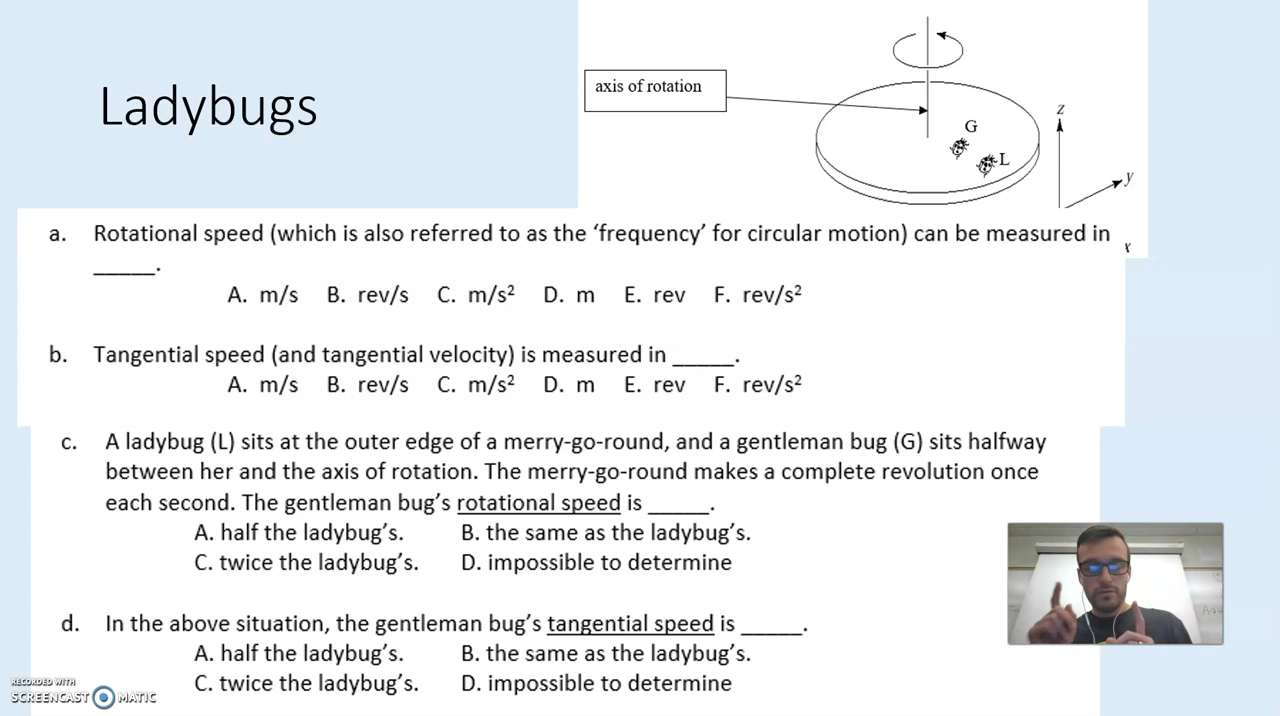 Ladybugs
axis of rotation
G
L
z
y
x
a. Rotational speed (which is also referred to as the ‘frequency’ for circular motion) can be measured in
_____.
A. m/s B. rev/s C. m/s² D. m E. rev F. rev/s²
b. Tangential speed (and tangential velocity) is measured in _____.
A. m/s B. rev/s C. m/s² D. m E. rev F. rev/s²
c. A ladybug (L) sits at the outer edge of a merry-go-round, and a gentleman bug (G) sits halfway
between her and the axis of rotation. The merry-go-round makes a complete revolution once
each second. The gentleman bug’s rotational speed is _____.
A. half the ladybug’s. B. the same as the ladybug’s.
C. twice the ladybug’s. D. impossible to determine
d. In the above situation, the gentleman bug’s tangential speed is _____.
A. half the ladybug’s. B. the same as the ladybug’s.
C. twice the ladybug’s. D. impossible to determine
RECORDED WITH
SCREENCAST MATIC